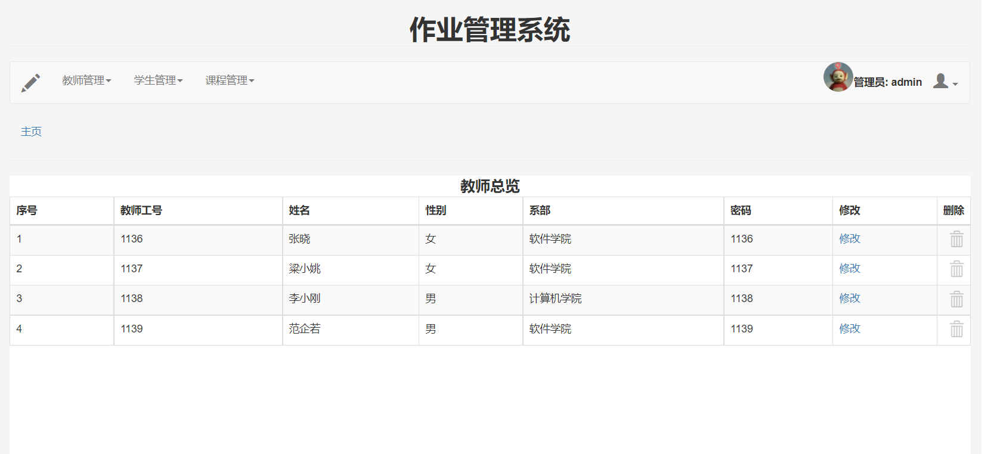 作业管理系统
教师管理 学生管理 课程管理 管理员: admin
主页
教师总览
序号 教师工号 姓名 性别 系部 密码 修改 删除
1 1136 张晓 女 软件学院 1136 修改
2 1137 梁小姚 女 软件学院 1137 修改
3 1138 李小刚 男 计算机学院 1138 修改
4 1139 范企若 男 软件学院 1139 修改